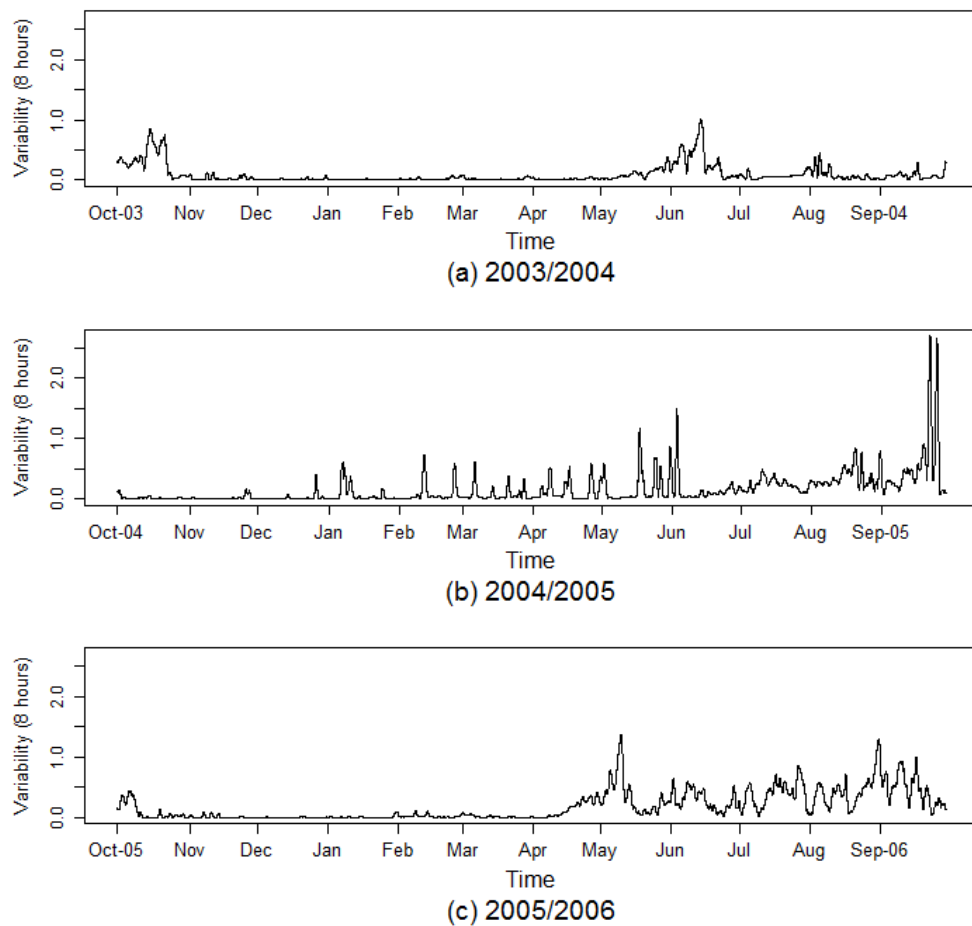 Variability (8 hours)
2.0
1.0
0.0
Oct-03 Nov Dec Jan Feb Mar Apr May Jun Jul Aug Sep-04
Time
(a) 2003/2004
Variability (8 hours)
2.0
1.0
0.0
Oct-04 Nov Dec Jan Feb Mar Apr May Jun Jul Aug Sep-05
Time
(b) 2004/2005
Variability (8 hours)
2.0
1.0
0.0
Oct-05 Nov Dec Jan Feb Mar Apr May Jun Jul Aug Sep-06
Time
(c) 2005/2006